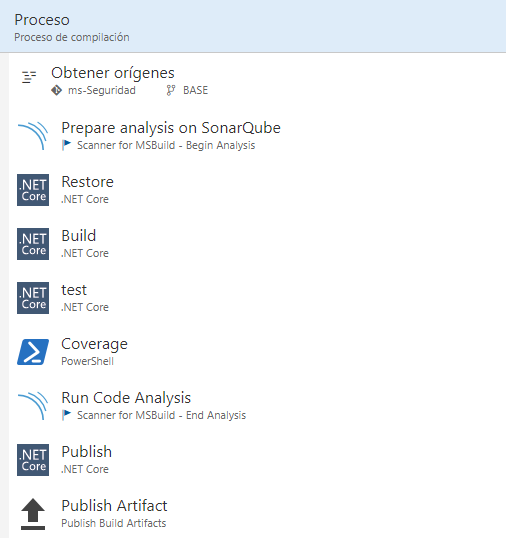 Proceso
Proceso de compilación
Obtener orígenes
ms-Seguridad BASE
Prepare analysis on SonarQube
Scanner for MSBuild - Begin Analysis
.NET Core
Restore
.NET Core
.NET Core
Build
.NET Core
.NET Core
test
.NET Core
Coverage
PowerShell
Run Code Analysis
Scanner for MSBuild - End Analysis
.NET Core
Publish
.NET Core
Publish Artifact
Publish Build Artifacts